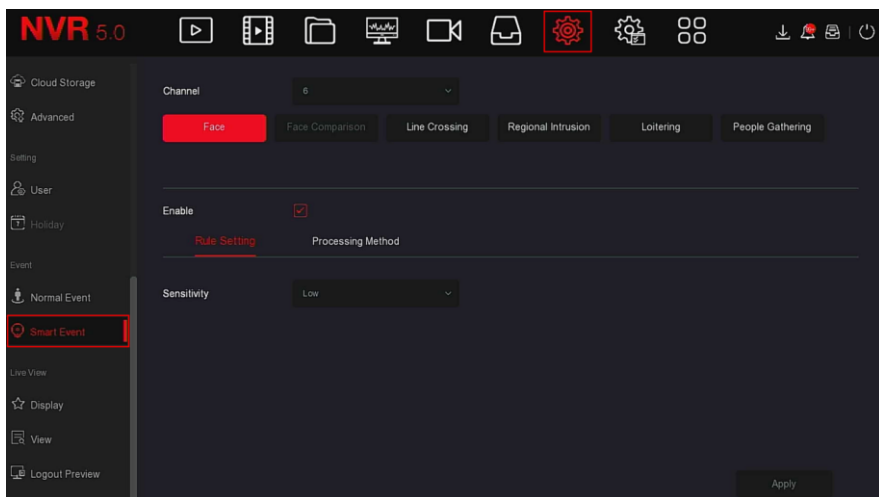 NVR 5.0
Cloud Storage
Advanced
Setting
User
Holiday
Event
Normal Event
Smart Event
Live View
Display
View
Logout Preview
Channel 6
Face Face Comparison Line Crossing Regional Intrusion Loitering People Gathering
Enable
Rule Setting Processing Method
Sensitivity Low
Apply